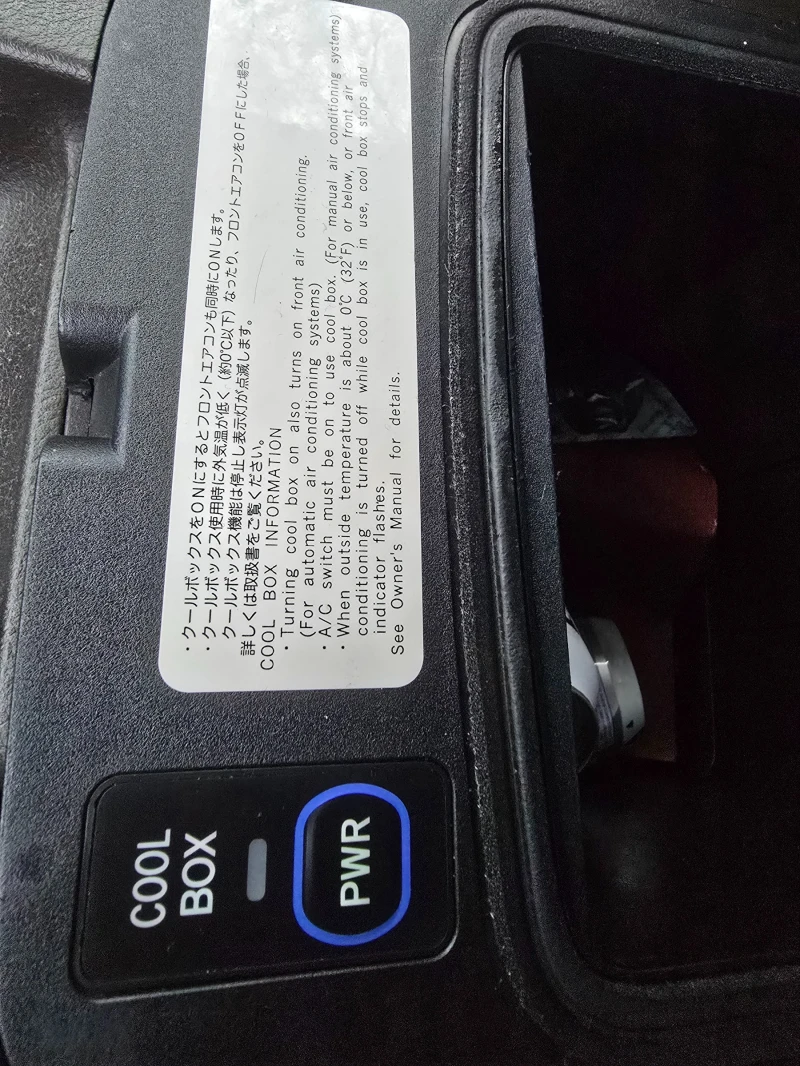 ・クールボックスをONにするとフロントエアコンも同時にONします。
・クールボックス使用時に外気温が低く（約0℃以下）なったり、フロントエアコンをOFFにした場合、
クールボックス機能は停止し表示灯が点滅します。
詳しくは取扱書をご覧ください。
COOL BOX INFORMATION
・Turning cool box on also turns on front air conditioning.
(For automatic air conditioning systems)
・A/C switch must be on to use cool box. (For manual air conditioning systems)
・When outside temperature is about 0℃ (32℉) or below, or front air
conditioning is turned off while cool box is in use, cool box stops and
indicator flashes.
See Owner's Manual for details.
COOL
BOX
PWR